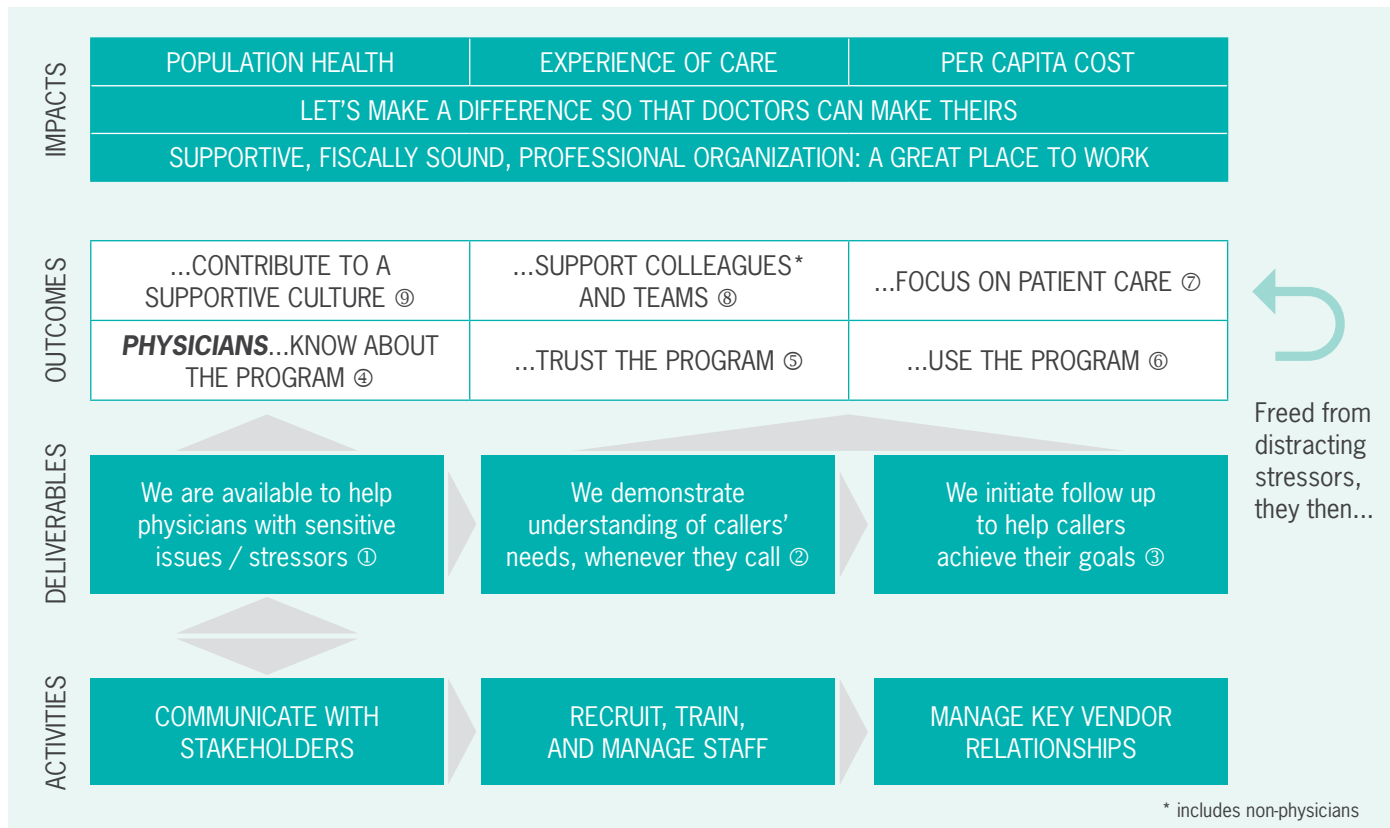 IMPACTS
POPULATION HEALTH
EXPERIENCE OF CARE
PER CAPITA COST
LET'S MAKE A DIFFERENCE SO THAT DOCTORS CAN MAKE THEIRS
SUPPORTIVE, FISCALLY SOUND, PROFESSIONAL ORGANIZATION: A GREAT PLACE TO WORK
OUTCOMES
...CONTRIBUTE TO A
SUPPORTIVE CULTURE ⑨
...SUPPORT COLLEAGUES*
AND TEAMS ⑧
...FOCUS ON PATIENT CARE ⑦
PHYSICIANS...KNOW ABOUT
THE PROGRAM ④
...TRUST THE PROGRAM ⑤
...USE THE PROGRAM ⑥
Freed from
distracting
stressors,
they then...
DELIVERABLES
We are available to help
physicians with sensitive
issues / stressors ①
We demonstrate
understanding of callers'
needs, whenever they call ②
We initiate follow up
to help callers
achieve their goals ③
ACTIVITIES
COMMUNICATE WITH
STAKEHOLDERS
RECRUIT, TRAIN,
AND MANAGE STAFF
MANAGE KEY VENDOR
RELATIONSHIPS
* includes non-physicians